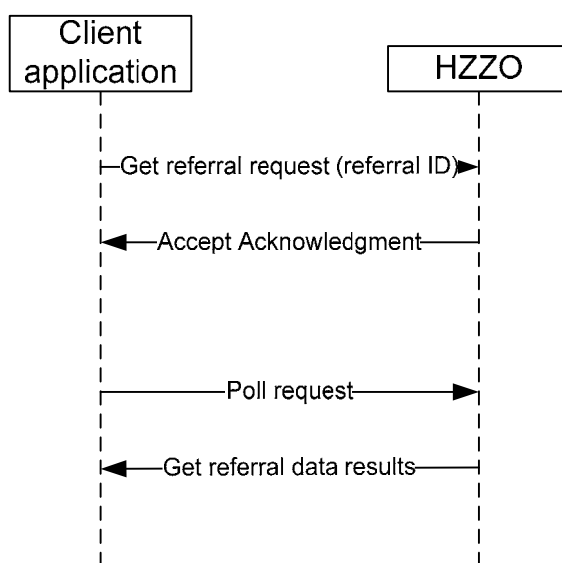 Client
application
HZZO
Get referral request (referral ID)
Accept Acknowledgment
Poll request
Get referral data results